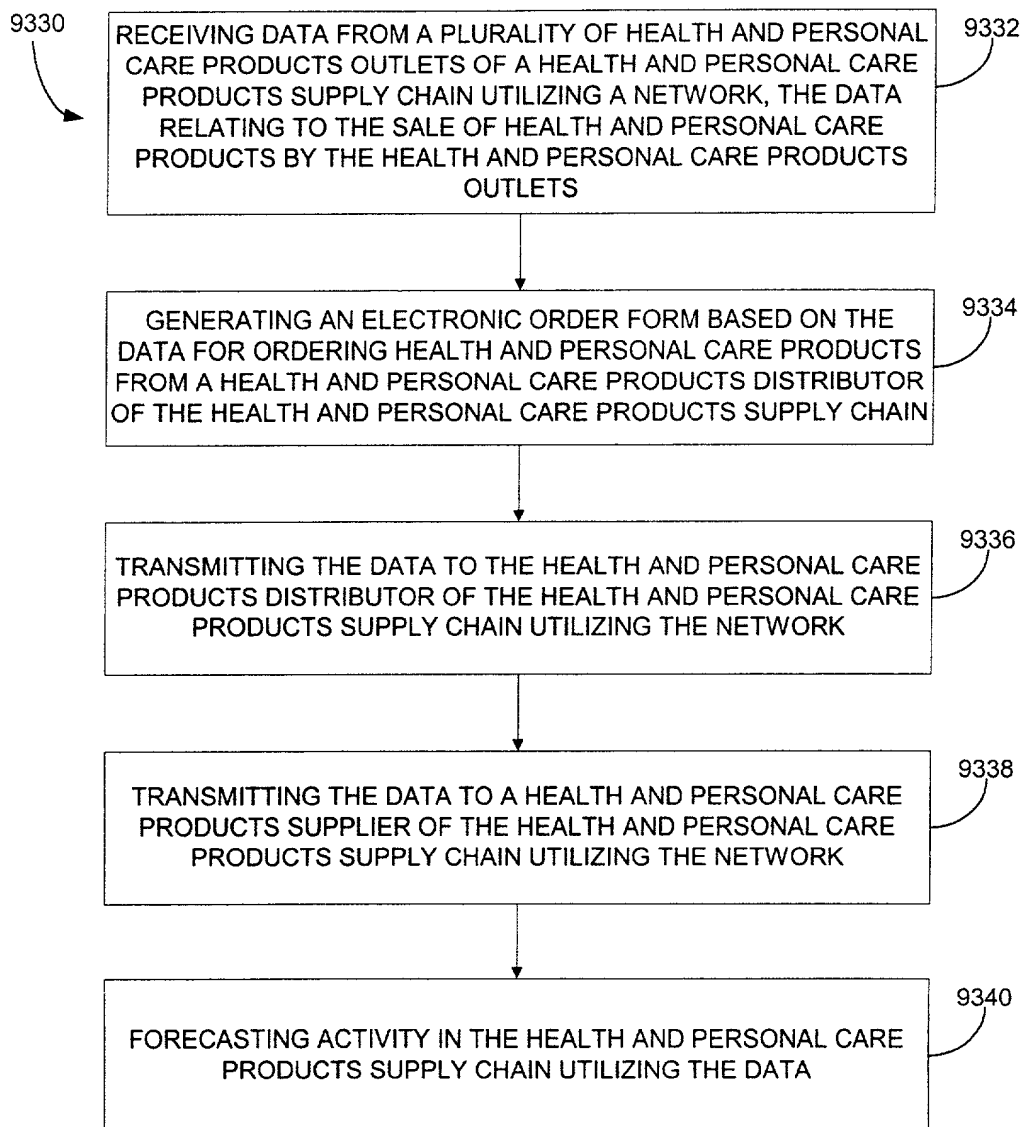 9330
RECEIVING DATA FROM A PLURALITY OF HEALTH AND PERSONAL
CARE PRODUCTS OUTLETS OF A HEALTH AND PERSONAL CARE
PRODUCTS SUPPLY CHAIN UTILIZING A NETWORK, THE DATA
RELATING TO THE SALE OF HEALTH AND PERSONAL CARE
PRODUCTS BY THE HEALTH AND PERSONAL CARE PRODUCTS
OUTLETS
9332
GENERATING AN ELECTRONIC ORDER FORM BASED ON THE
DATA FOR ORDERING HEALTH AND PERSONAL CARE PRODUCTS
FROM A HEALTH AND PERSONAL CARE PRODUCTS DISTRIBUTOR
OF THE HEALTH AND PERSONAL CARE PRODUCTS SUPPLY CHAIN
9334
TRANSMITTING THE DATA TO THE HEALTH AND PERSONAL CARE
PRODUCTS DISTRIBUTOR OF THE HEALTH AND PERSONAL CARE
PRODUCTS SUPPLY CHAIN UTILIZING THE NETWORK
9336
TRANSMITTING THE DATA TO A HEALTH AND PERSONAL CARE
PRODUCTS SUPPLIER OF THE HEALTH AND PERSONAL CARE
PRODUCTS SUPPLY CHAIN UTILIZING THE NETWORK
9338
FORECASTING ACTIVITY IN THE HEALTH AND PERSONAL CARE
PRODUCTS SUPPLY CHAIN UTILIZING THE DATA
9340